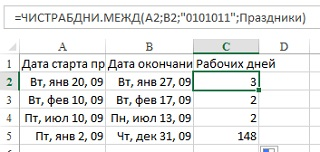 =ЧИСТРАБДНИ.МЕЖД(A2;B2;"0101011";Праздники)
A B C D
1 Дата старта пр Дата окончани Рабочих дней
2 Вт, янв 20, 09 Вт, янв 27, 09 3
3 Вт, фев 10, 09 Вт, фев 17, 09 2
4 Пт, июл 10, 09 Пн, июл 13, 09 2
5 Пт, янв 2, 09 Чт, дек 31, 09 148